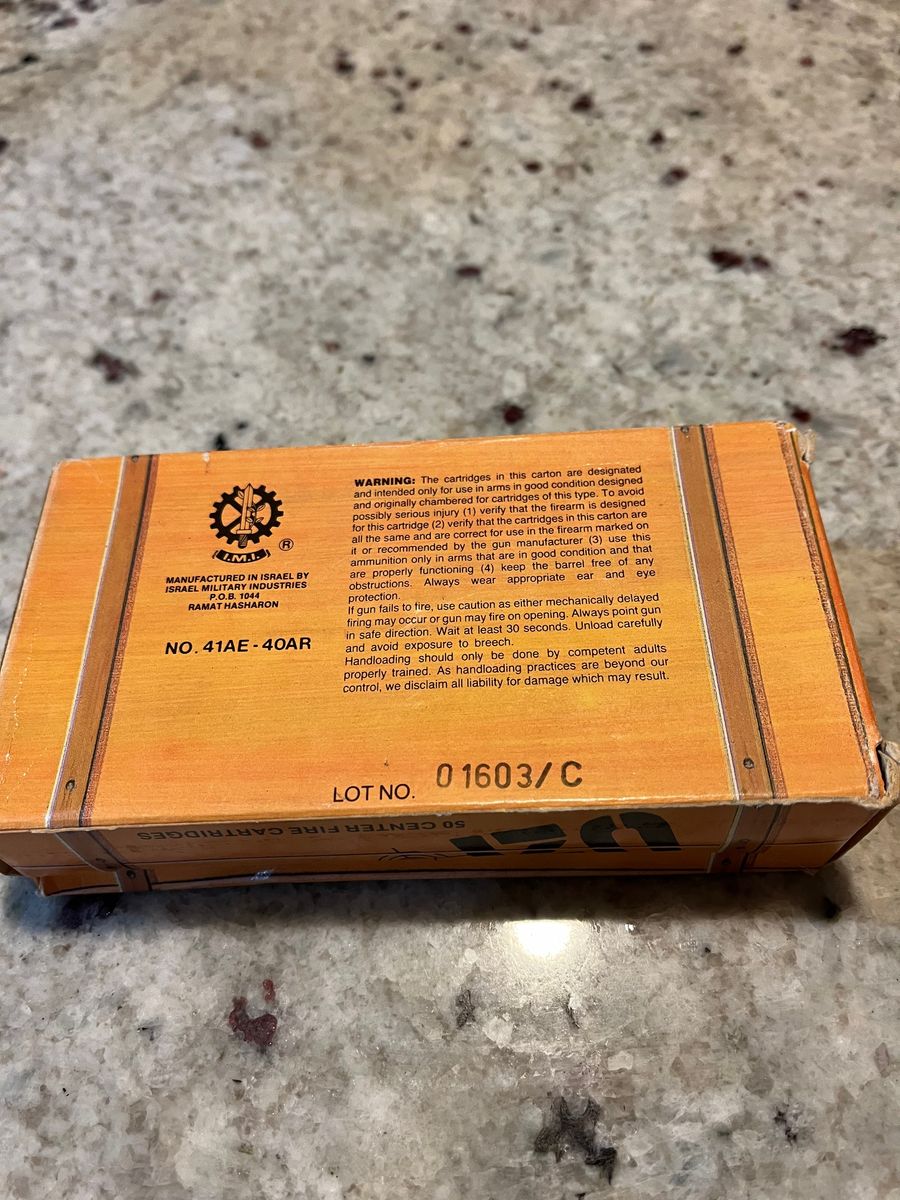 I.M.I.
®
MANUFACTURED IN ISRAEL BY
ISRAEL MILITARY INDUSTRIES
P.O.B. 1044
RAMAT HASHARON
NO. 41AE - 40AR
WARNING: The cartridges in this carton are designated
and intended only for use in arms in good condition designed
and originally chambered for cartridges of this type. To avoid
possibly serious injury (1) verify that the firearm is designed
for this cartridge (2) verify that the cartridges in this carton are
all the same and are correct for use in the firearm marked on
it or recommended by the gun manufacturer (3) use this
ammunition only in arms that are in good condition and that
are properly functioning (4) keep the barrel free of any
obstructions. Always wear appropriate ear and eye
protection.
If gun fails to fire, use caution as either mechanically delayed
firing may occur or gun may fire on opening. Always point gun
in safe direction. Wait at least 30 seconds. Unload carefully
and avoid exposure to breech.
Handloading should only be done by competent adults
properly trained. As handloading practices are beyond our
control, we disclaim all liability for damage which may result.
LOT NO. 01603/C
UZI
50 CENTER FIRE CARTRIDGES